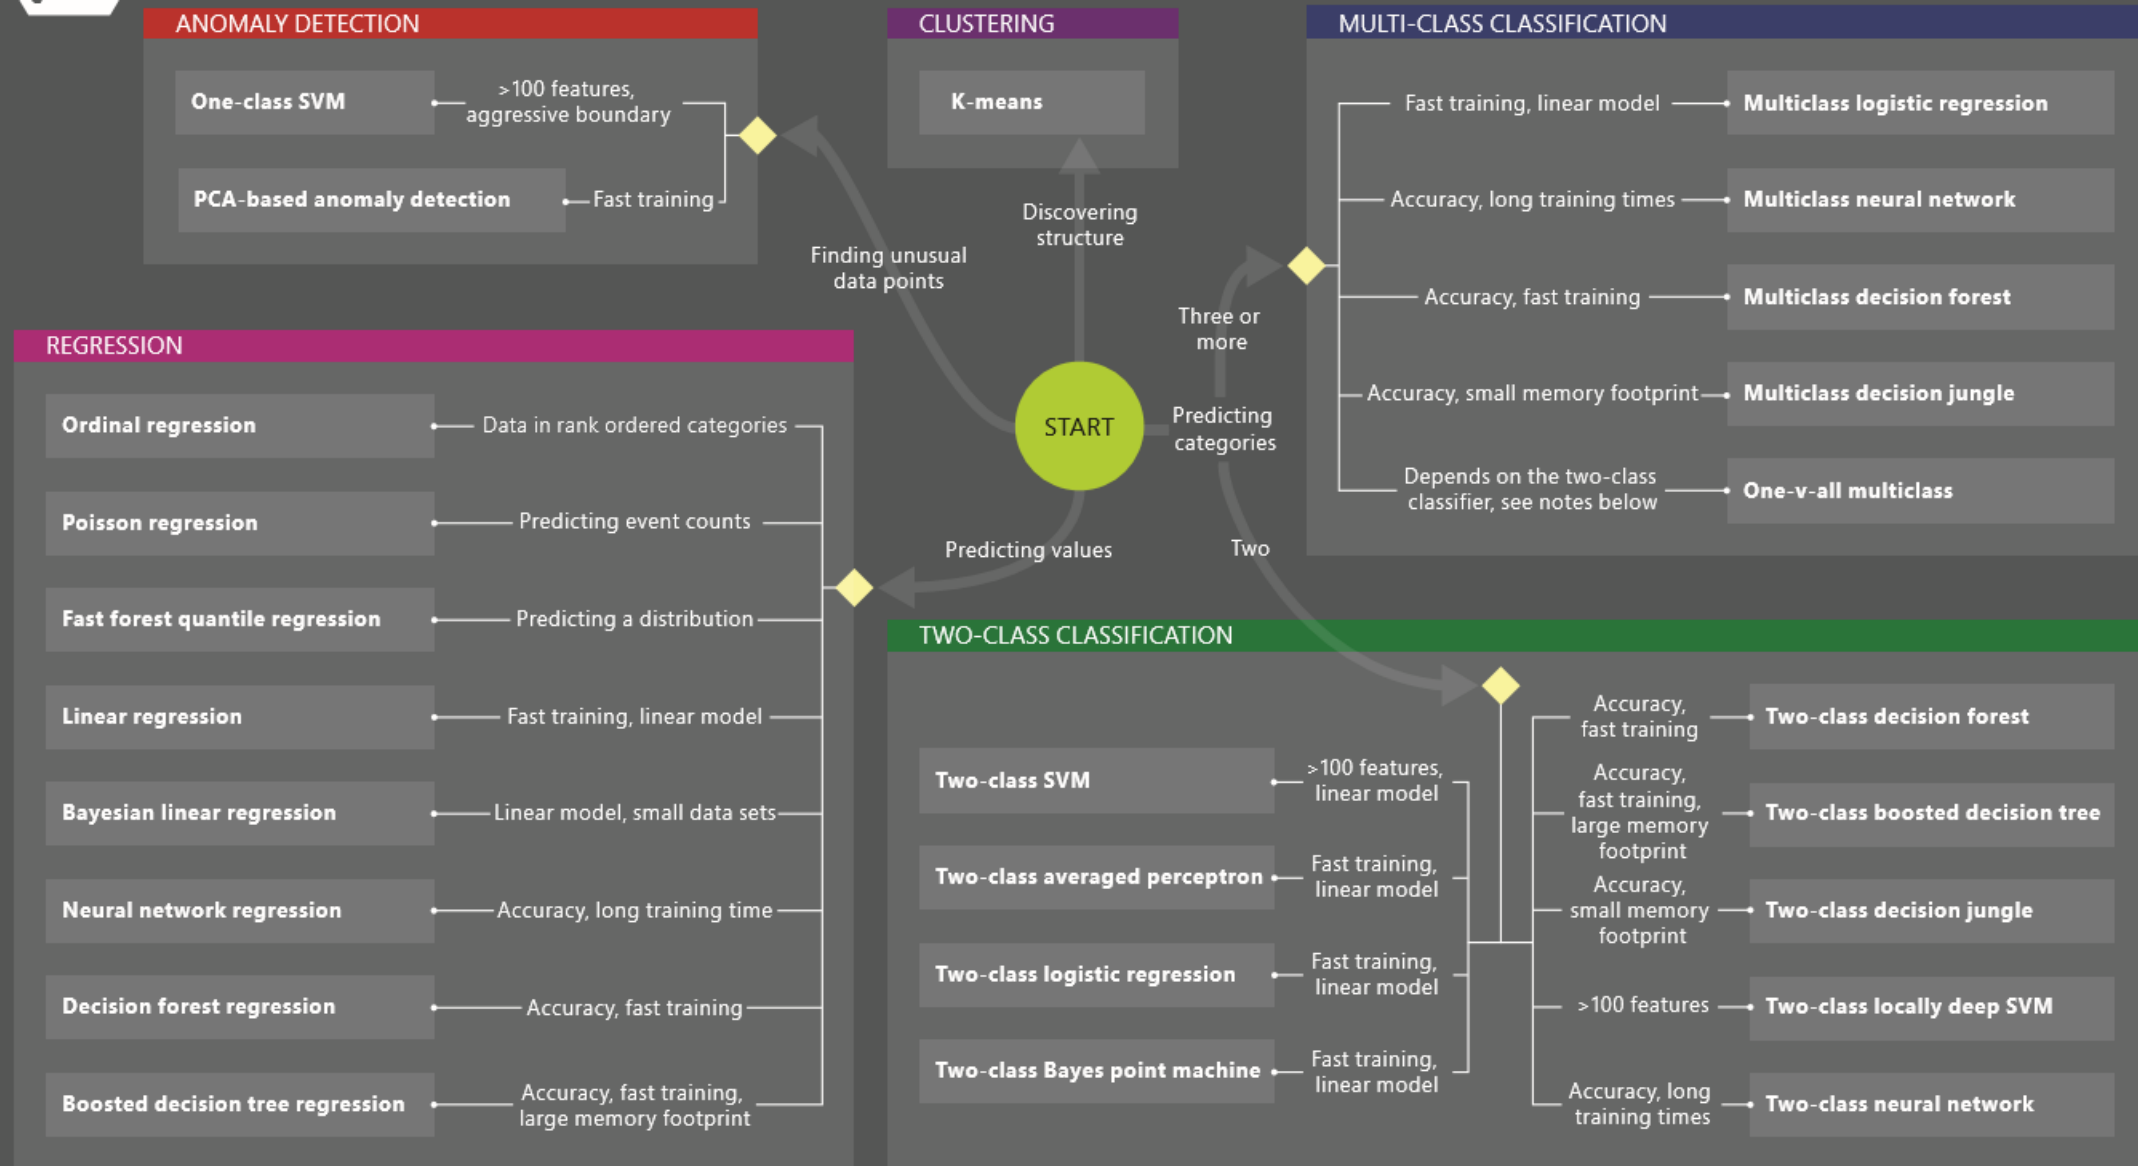 ANOMALY DETECTION
One-class SVM
>100 features,
aggressive boundary
PCA-based anomaly detection
Fast training
CLUSTERING
K-means
MULTI-CLASS CLASSIFICATION
Fast training, linear model
Multiclass logistic regression
Accuracy, long training times
Multiclass neural network
Accuracy, fast training
Multiclass decision forest
Accuracy, small memory footprint
Multiclass decision jungle
Depends on the two-class
classifier, see notes below
One-v-all multiclass
Finding unusual
data points
Discovering
structure
Three or
more
START
Predicting
categories
Predicting values
Two
REGRESSION
Ordinal regression
Data in rank ordered categories
Poisson regression
Predicting event counts
Fast forest quantile regression
Predicting a distribution
Linear regression
Fast training, linear model
Bayesian linear regression
Linear model, small data sets
Neural network regression
Accuracy, long training time
Decision forest regression
Accuracy, fast training
Boosted decision tree regression
Accuracy, fast training,
large memory footprint
TWO-CLASS CLASSIFICATION
Two-class SVM
>100 features,
linear model
Two-class averaged perceptron
Fast training,
linear model
Two-class logistic regression
Fast training,
linear model
Two-class Bayes point machine
Fast training,
linear model
Accuracy,
fast training
Two-class decision forest
Accuracy,
fast training,
large memory
footprint
Two-class boosted decision tree
Accuracy,
small memory
footprint
Two-class decision jungle
>100 features
Two-class locally deep SVM
Accuracy, long
training times
Two-class neural network